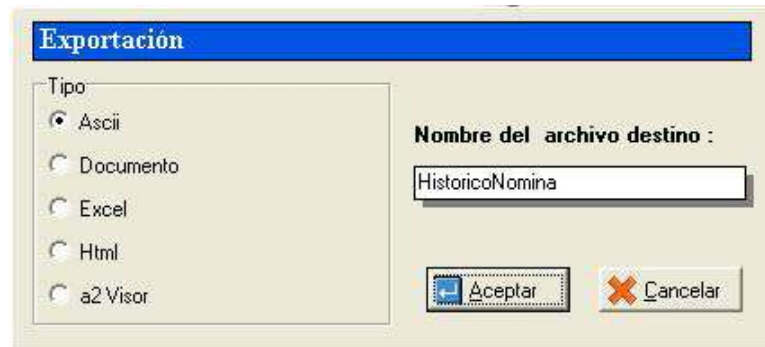 Exportación
Tipo
Ascii
Documento
Excel
Html
a2 Visor
Nombre del archivo destino :
HistoricoNomina
Aceptar
Cancelar